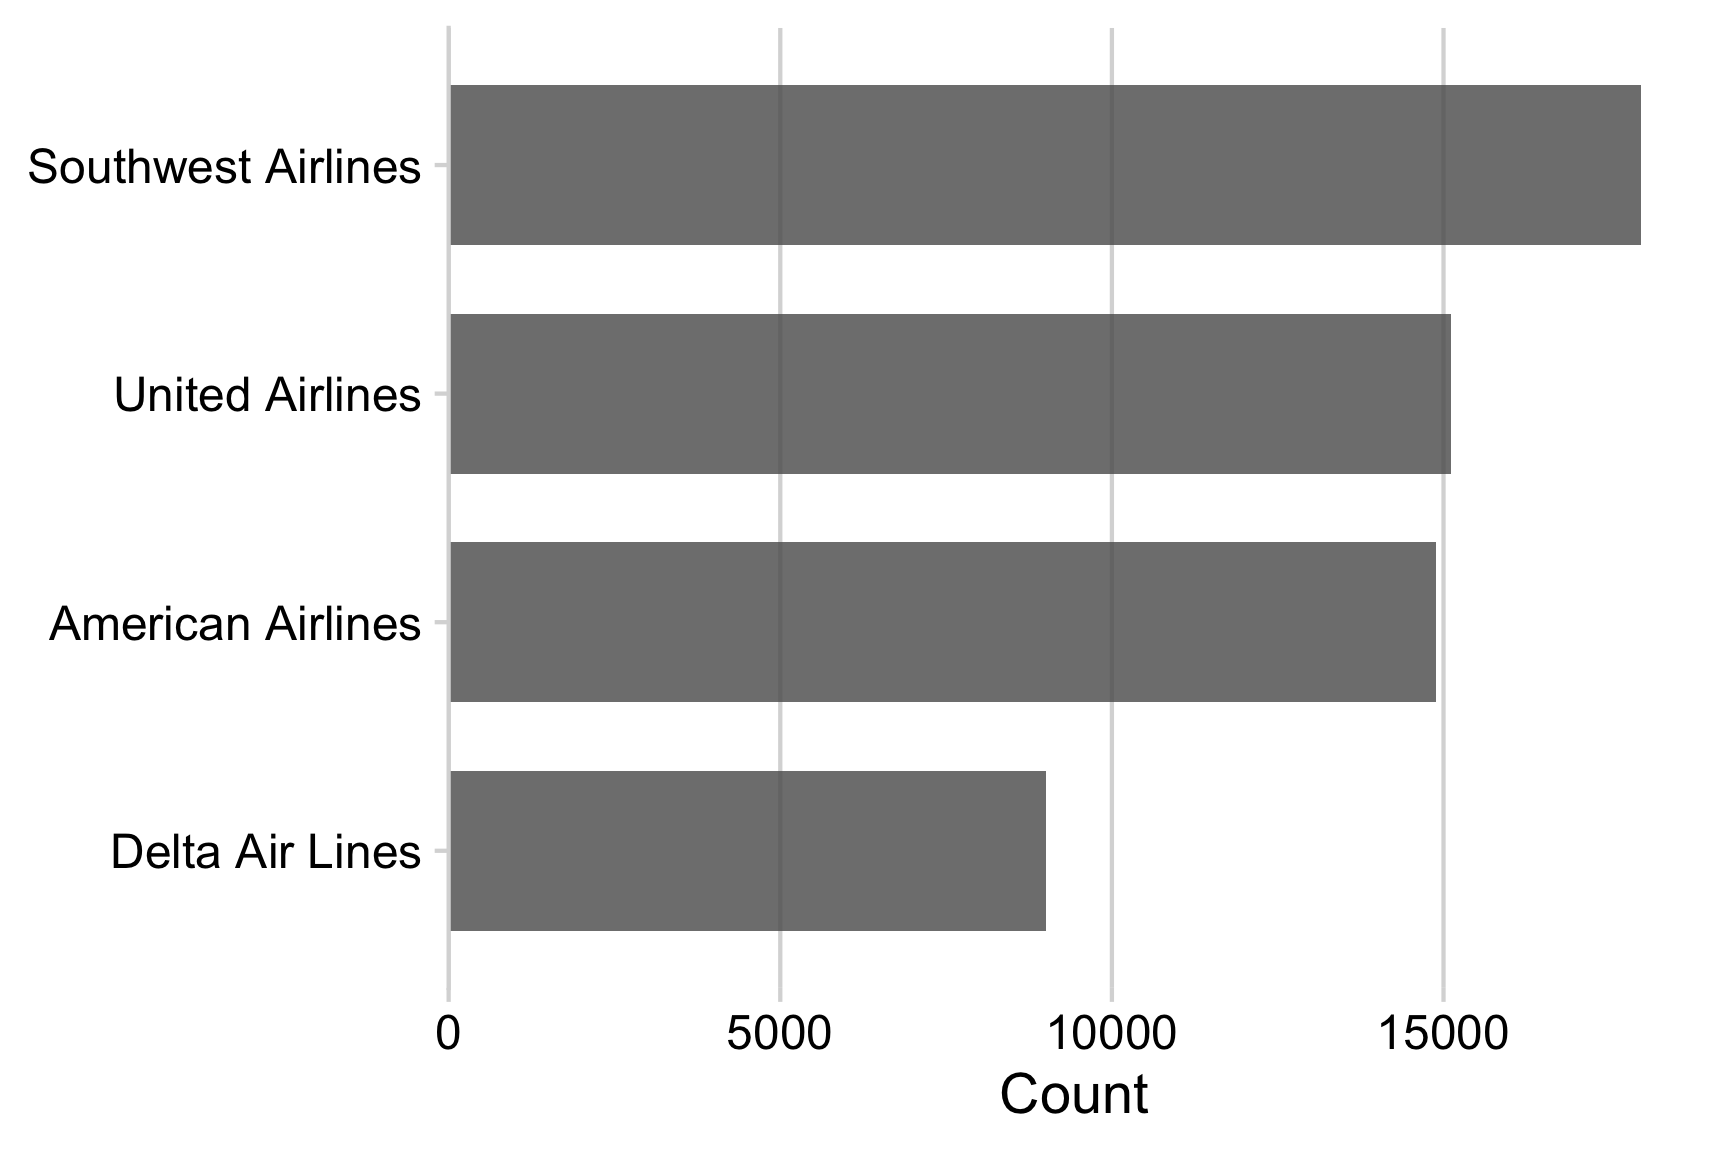 Southwest Airlines
United Airlines
American Airlines
Delta Air Lines
0 5000 10000 15000
Count